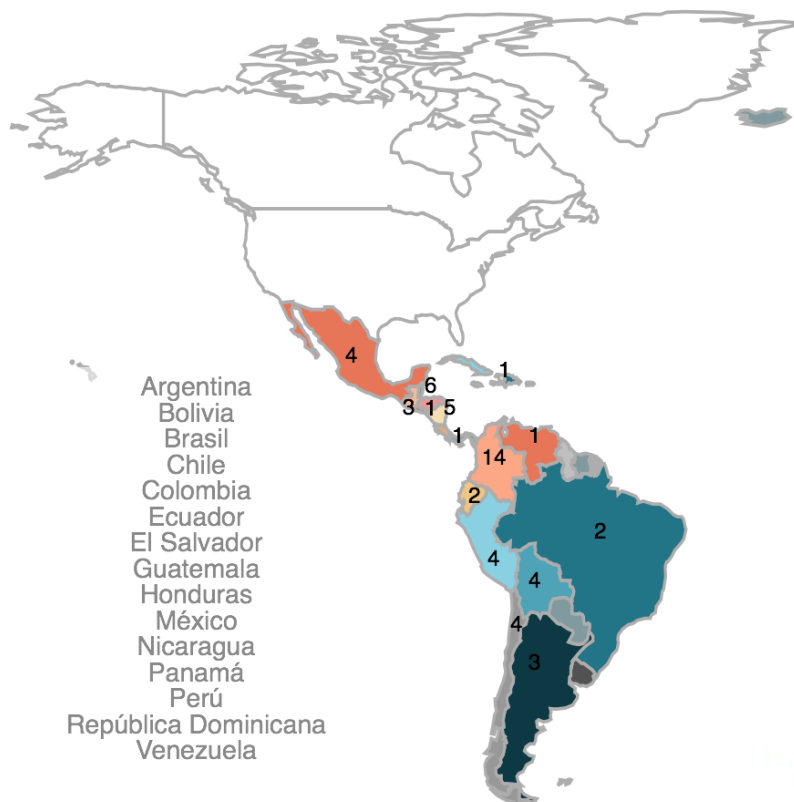 4
1
6
3
1
5
1
1
14
2
2
4
4
4
3
Argentina
Bolivia
Brasil
Chile
Colombia
Ecuador
El Salvador
Guatemala
Honduras
México
Nicaragua
Panamá
Perú
República Dominicana
Venezuela